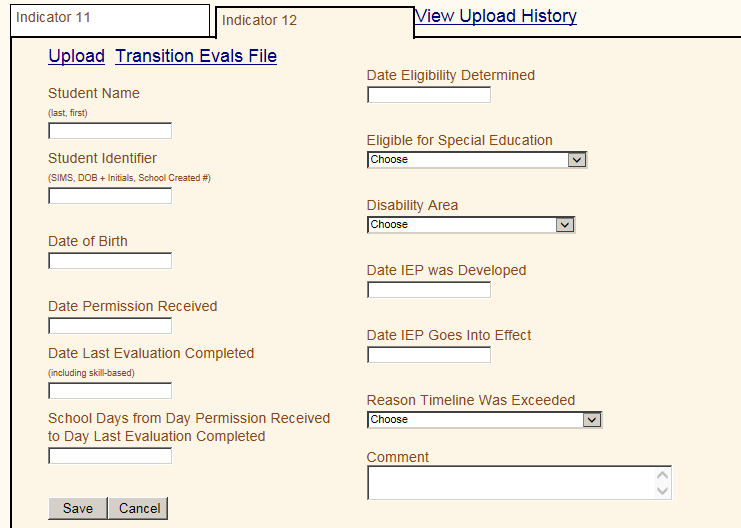 Indicator 11
Indicator 12
View Upload History
Upload Transition Evals File
Student Name
(last, first)
Student Identifier
(SIMS, DOB + Initials, School Created #)
Date of Birth
Date Permission Received
Date Last Evaluation Completed
(including skill-based)
School Days from Day Permission Received
to Day Last Evaluation Completed
Save
Cancel
Date Eligibility Determined
Eligible for Special Education
Choose
Disability Area
Choose
Date IEP was Developed
Date IEP Goes Into Effect
Reason Timeline Was Exceeded
Choose
Comment